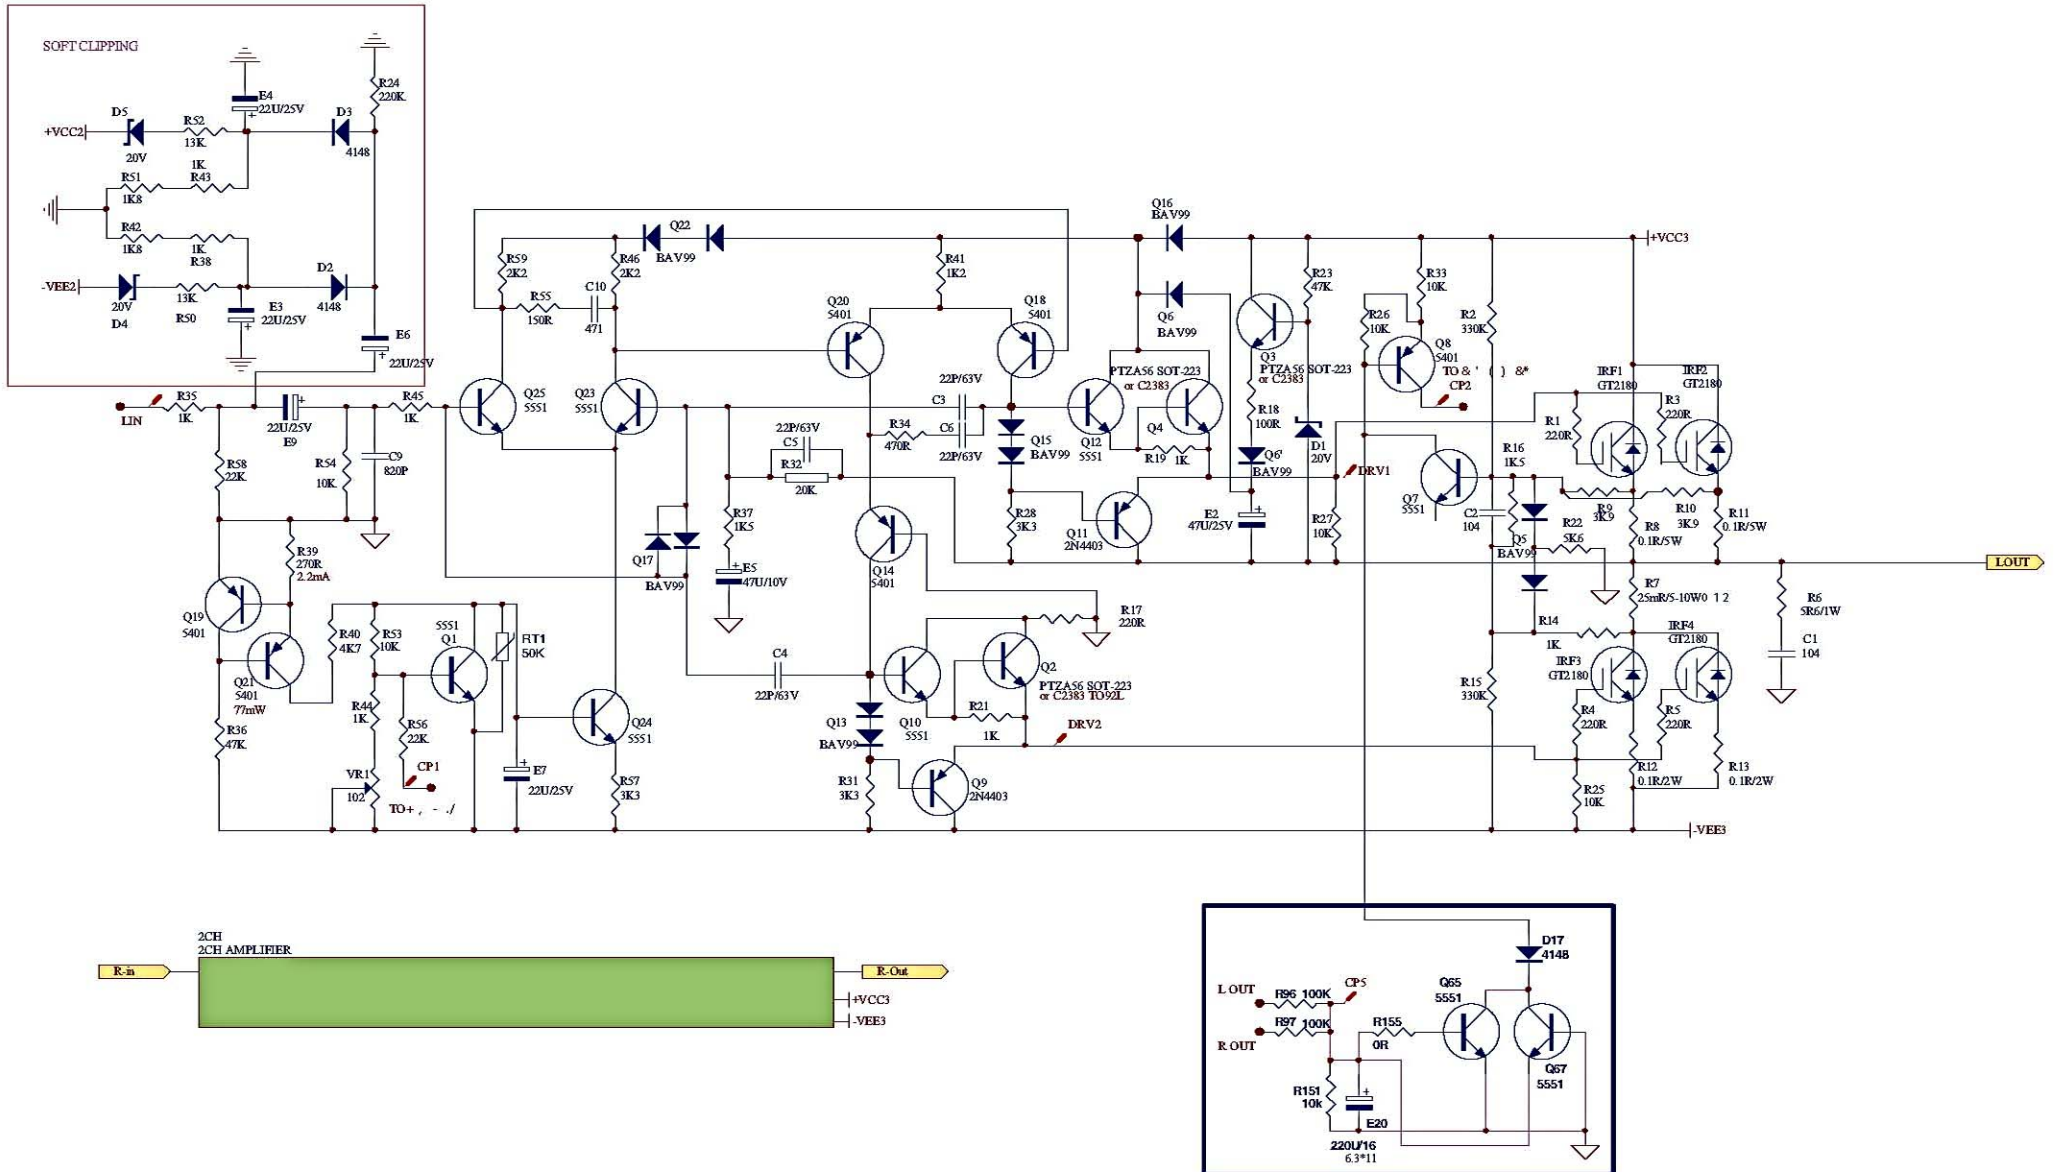 SOFT CLIPPING
R24
220K
E4
22U/25V
D5
+VCC2
20V
R52
13K
D3
4148
1K
R51
R43
1K8
R42
1K8
1K
R38
-VEE2
20V
D4
13K
R50
D2
4148
E3
22U/25V
E6
22U/25V
LIN
R35
1K
22U/25V
E9
R45
1K
R58
22K
R54
10K
C9
820P
R39
270R
2.2mA
Q19
5401
Q21
5401
77mW
R36
47K
R40
4K7
R53
10K
5551
Q1
RT1
50K
R44
1K
R56
22K
VR1
102
CP1
TO+ , - ./
E7
22U/25V
R59
2K2
R55
150R
C10
471
R46
2K2
Q22
BAV99
Q25
5551
Q23
5551
Q24
5551
R57
3K3
Q17
BAV99
R37
1K5
E5
47U/10V
22P/63V
C5
R32
20K
R41
1K2
Q20
5401
Q18
5401
22P/63V
C3
R34
470R
C6
22P/63V
Q14
5401
C4
22P/63V
Q15
BAV99
R28
3K3
Q11
2N4403
Q13
BAV99
R31
3K3
Q10
5551
Q9
2N4403
R21
1K
Q2
PTZA56 SOT-223
or C2383 TO92L
R17
220R
DRV2
Q16
BAV99
Q6
BAV99
PTZA56 SOT-223
or C2383
Q12
5551
Q4
R19 1K
Q3
PTZA56 SOT-223
or C2383
R18
100R
Q6'
BAV99
E2
47U/25V
R23
47K
D1
20V
DRV1
R27
10K
R26
10K
R33
10K
Q8
5401
TO & ' ( ) &*
CP2
Q7
5551
R2
330K
R16
1K5
C2
104
Q5
BAV99
R22
5K6
R15
330K
R14
1K
+VCC3
IRF1
GT2180
IRF2
GT2180
R1
220R
R3
220R
R9
3K9
R10
3K9
R8
0.1R/5W
R11
0.1R/5W
R7
25mR/5-10W0 1 2
LOUT
R6
5R6/1W
C1
104
IRF3
GT2180
IRF4
GT2180
R4
220R
R5
220R
R12
0.1R/2W
R13
0.1R/2W
R25
10K
-VEE3
2CH
2CH AMPLIFIER
R-in
R-Out
+VCC3
-VEE3
D17
4148
L OUT
R96 100K
CP5
R OUT
R97 100K
Q65
5551
R155
0R
Q67
5551
R151
10k
E20
220U/16
6.3*11